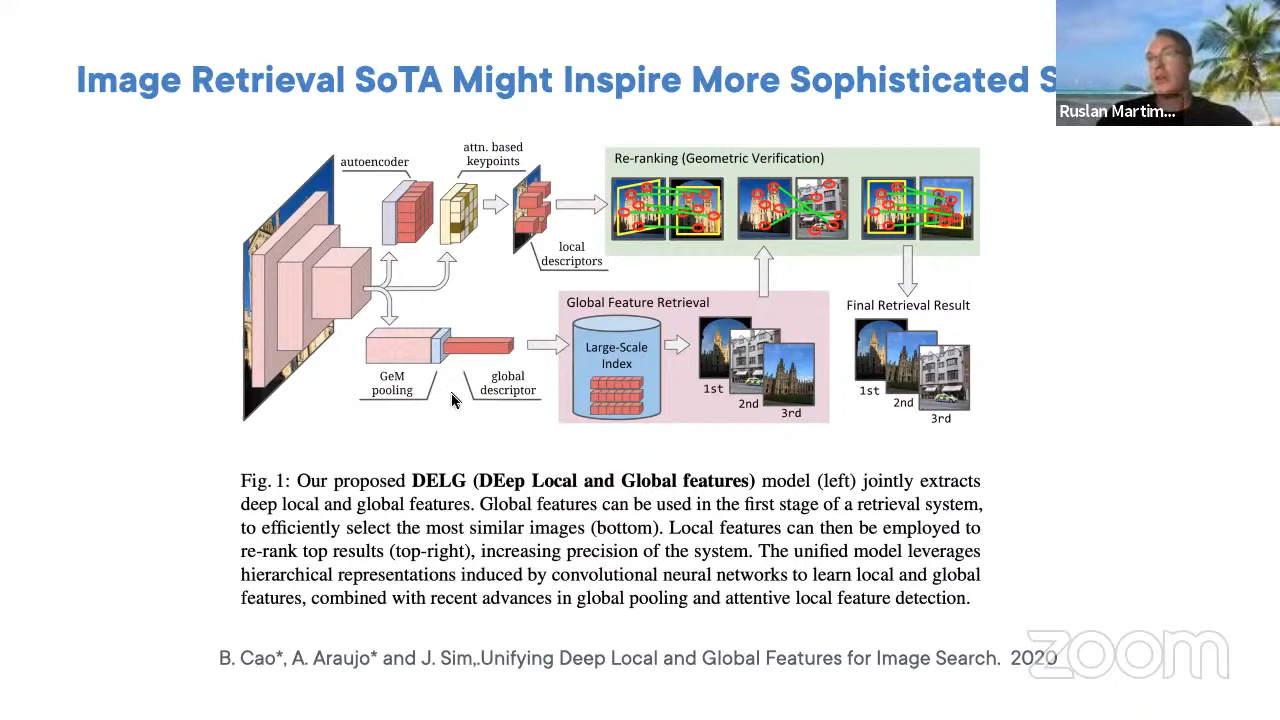 Image Retrieval SoTA Might Inspire More Sophisticated S
Ruslan Martim...
autoencoder
attn. based
keypoints
local
descriptors
Re-ranking (Geometric Verification)
GeM
pooling
global
descriptor
Global Feature Retrieval
Large-Scale
Index
1st
2nd
3rd
Final Retrieval Result
1st
2nd
3rd
Fig. 1: Our proposed DELG (DEep Local and Global features) model (left) jointly extracts
deep local and global features. Global features can be used in the first stage of a retrieval system,
to efficiently select the most similar images (bottom). Local features can then be employed to
re-rank top results (top-right), increasing precision of the system. The unified model leverages
hierarchical representations induced by convolutional neural networks to learn local and global
features, combined with recent advances in global pooling and attentive local feature detection.
B. Cao*, A. Araujo* and J. Sim,.Unifying Deep Local and Global Features for Image Search. 2020
zoom